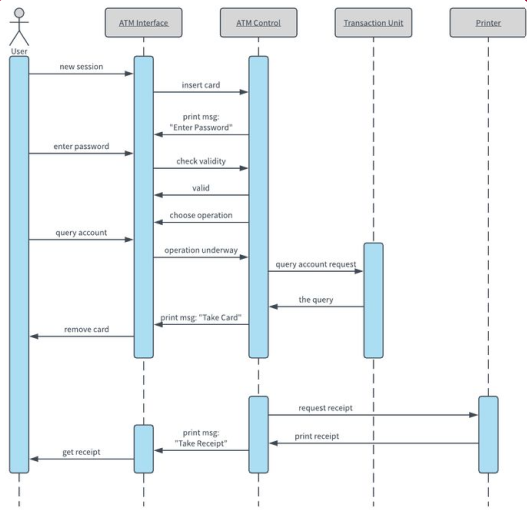 ATM Interface
ATM Control
Transaction Unit
Printer
User
new session
insert card
print msg:
"Enter Password"
enter password
check validity
valid
choose operation
query account
operation underway
query account request
the query
print msg: "Take Card"
remove card
request receipt
print msg:
"Take Receipt"
print receipt
get receipt